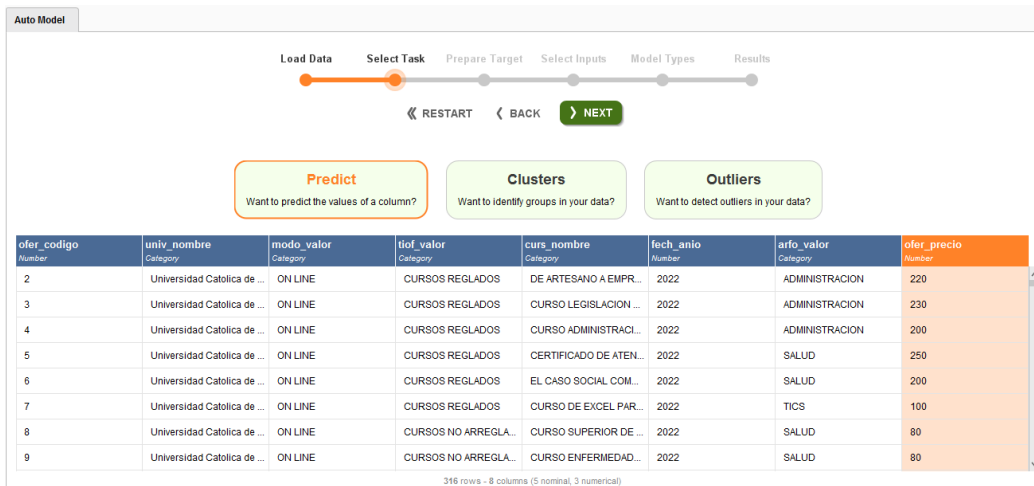 Auto Model
Load Data Select Task Prepare Target Select Inputs Model Types Results
RESTART BACK NEXT
Predict Clusters Outliers
Want to predict the values of a column? Want to identify groups in your data? Want to detect outliers in your data?
ofer_codigo univ_nombre modo_valor tiof_valor curs_nombre fech_anio arfo_valor ofer_precio
Number Category Category Category Category Number Category Number
2 Universidad Catolica de ... ON LINE CURSOS REGLADOS DE ARTESANO A EMPR... 2022 ADMINISTRACION 220
3 Universidad Catolica de ... ON LINE CURSOS REGLADOS CURSO LEGISLACION ... 2022 ADMINISTRACION 230
4 Universidad Catolica de ... ON LINE CURSOS REGLADOS CURSO ADMINISTRACI... 2022 ADMINISTRACION 200
5 Universidad Catolica de ... ON LINE CURSOS REGLADOS CERTIFICADO DE ATEN... 2022 SALUD 250
6 Universidad Catolica de ... ON LINE CURSOS REGLADOS EL CASO SOCIAL COM... 2022 SALUD 200
7 Universidad Catolica de ... ON LINE CURSOS REGLADOS CURSO DE EXCEL PAR... 2022 TICS 100
8 Universidad Catolica de ... ON LINE CURSOS NO ARREGLA... CURSO SUPERIOR DE ... 2022 SALUD 80
9 Universidad Catolica de ... ON LINE CURSOS NO ARREGLA... CURSO ENFERMEDAD... 2022 SALUD 80
316 rows - 8 columns (5 nominal, 3 numerical)